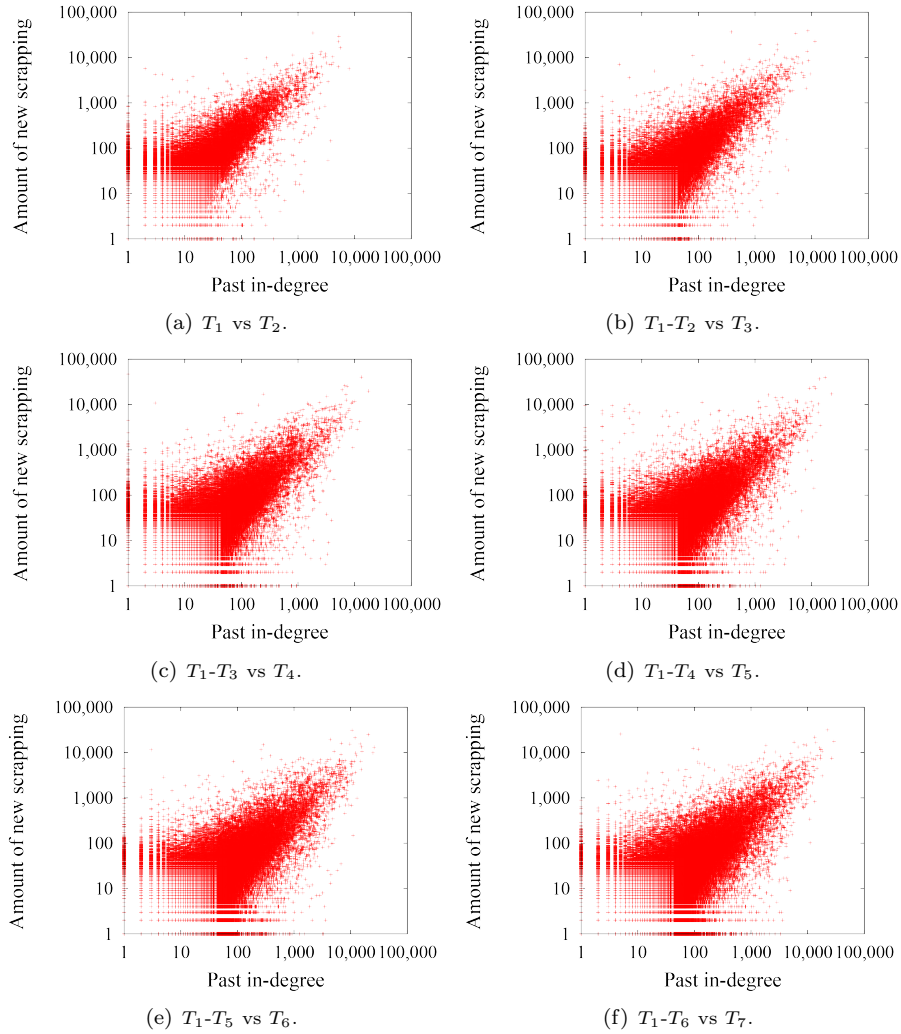 100,000
10,000
1,000
100
10
1
Amount of new scrapping
1 10 100 1,000 10,000 100,000
Past in-degree
(a) T1 vs T2.
100,000
10,000
1,000
100
10
1
Amount of new scrapping
1 10 100 1,000 10,000 100,000
Past in-degree
(b) T1-T2 vs T3.
100,000
10,000
1,000
100
10
1
Amount of new scrapping
1 10 100 1,000 10,000 100,000
Past in-degree
(c) T1-T3 vs T4.
100,000
10,000
1,000
100
10
1
Amount of new scrapping
1 10 100 1,000 10,000 100,000
Past in-degree
(d) T1-T4 vs T5.
100,000
10,000
1,000
100
10
1
Amount of new scrapping
1 10 100 1,000 10,000 100,000
Past in-degree
(e) T1-T5 vs T6.
100,000
10,000
1,000
100
10
1
Amount of new scrapping
1 10 100 1,000 10,000 100,000
Past in-degree
(f) T1-T6 vs T7.